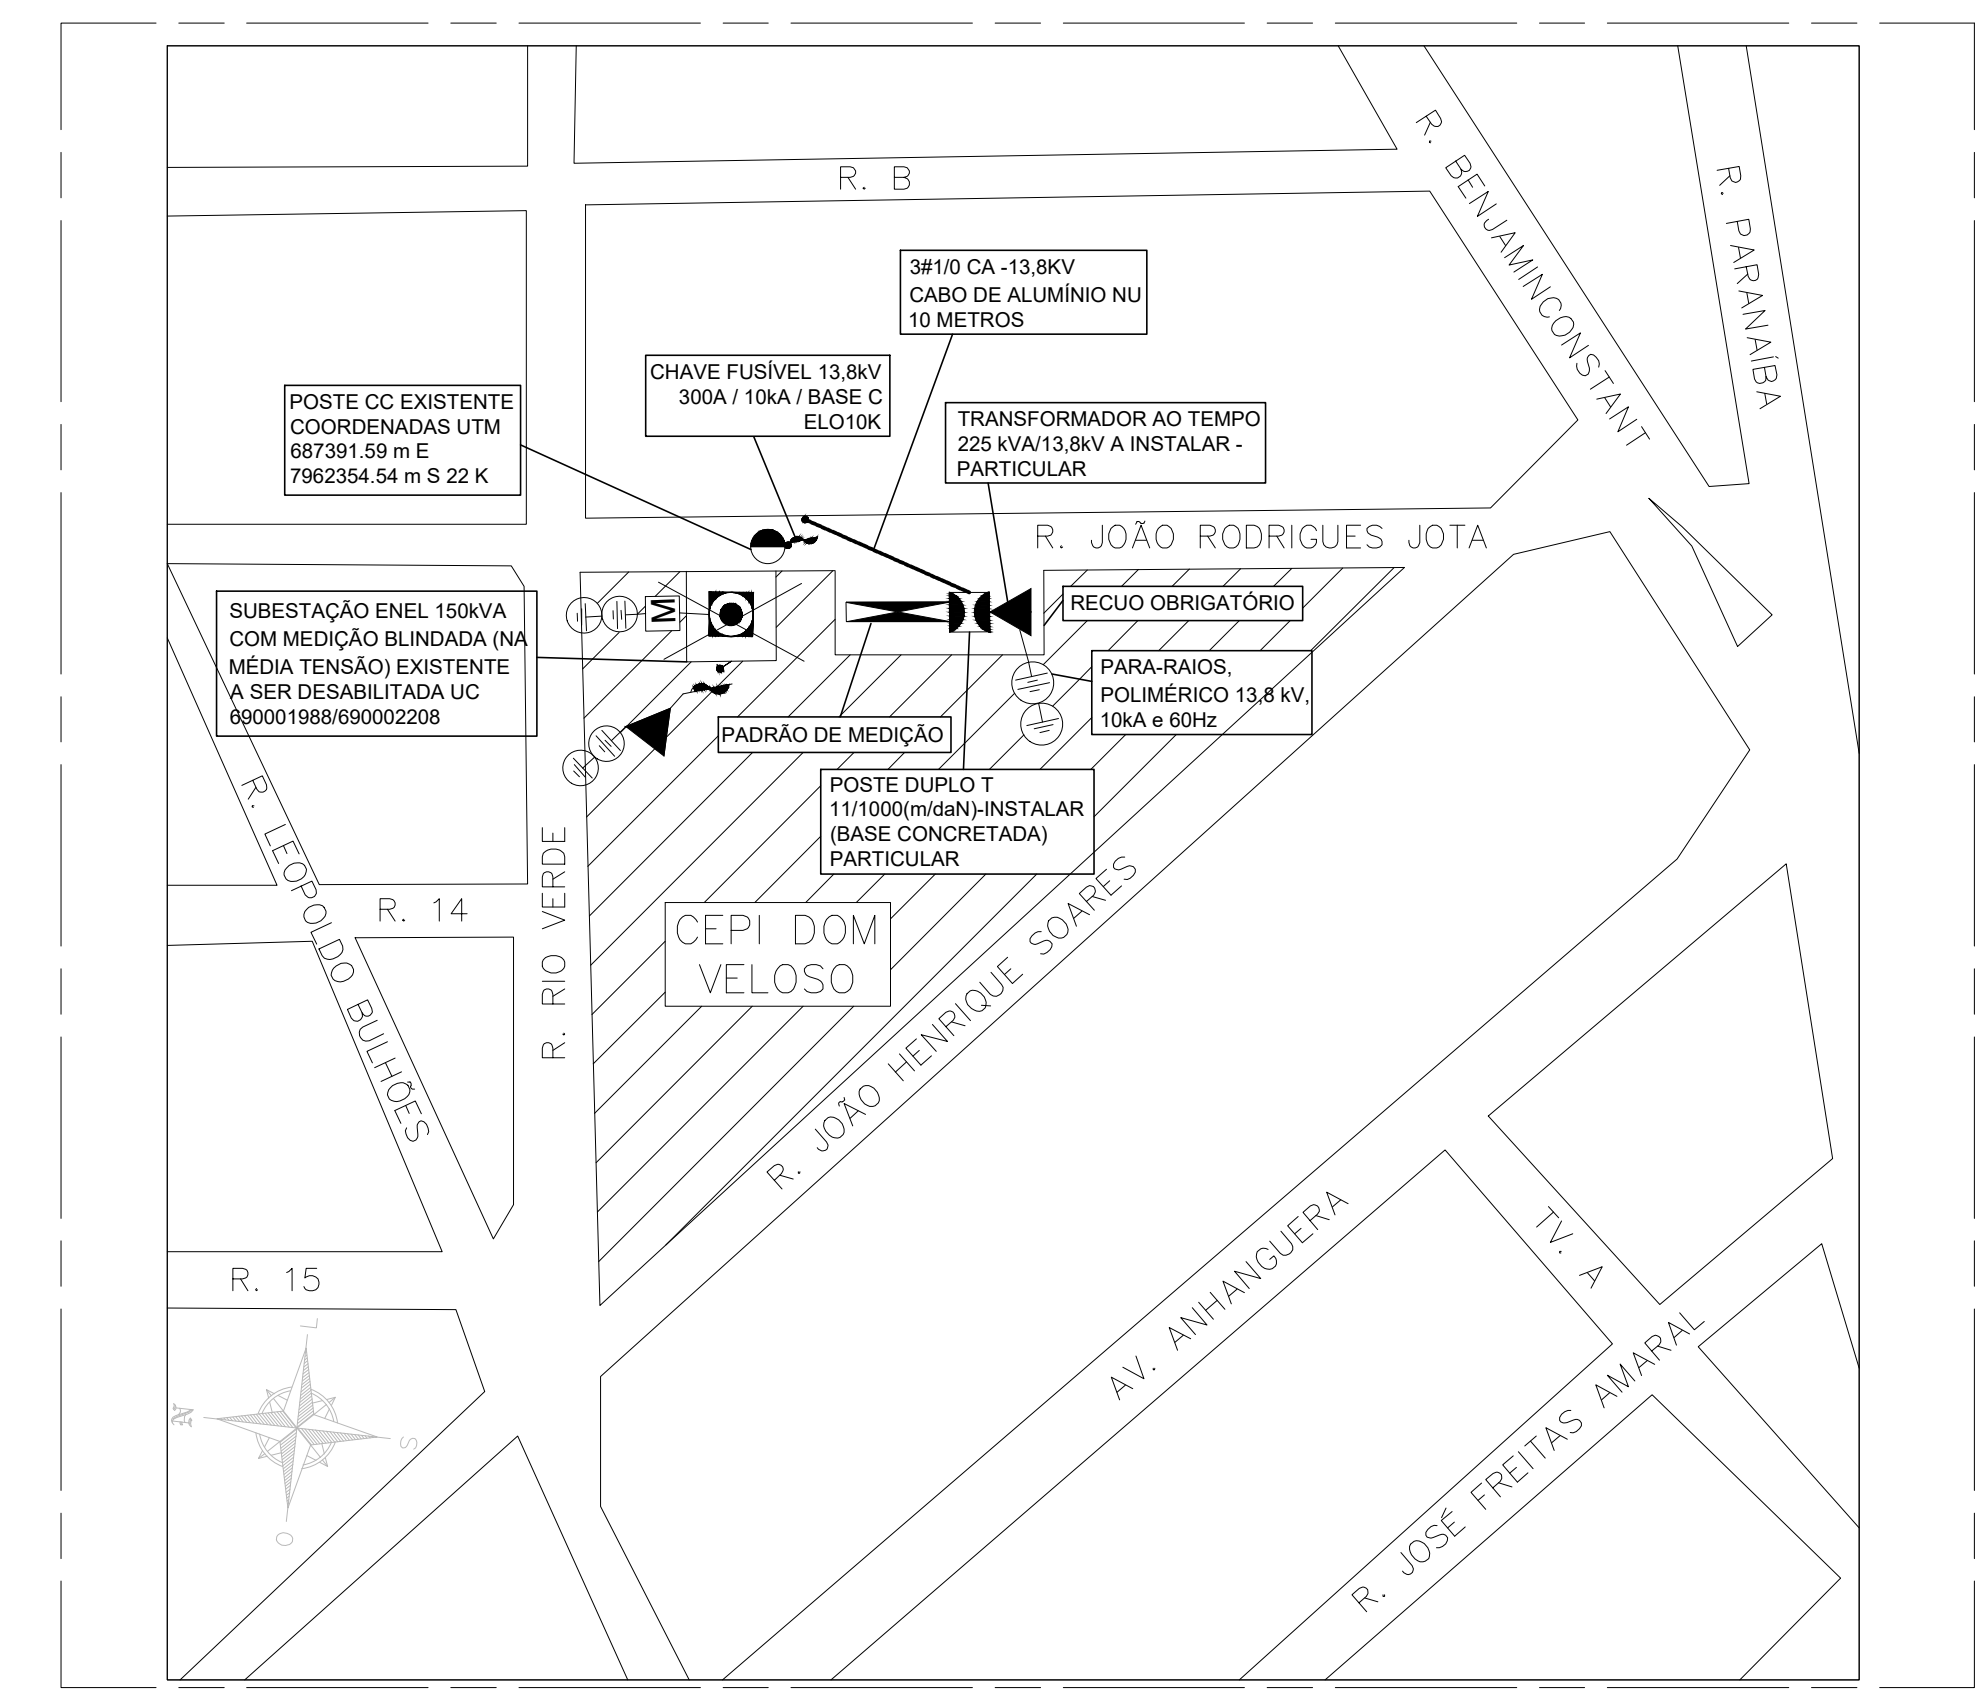 R. B
R. BENJAMINCONSTANT
R. PARANAÍBA
3#1/0 CA -13,8KV
CABO DE ALUMÍNIO NU
10 METROS
CHAVE FUSÍVEL 13,8kV
300A / 10kA / BASE C
ELO10K
POSTE CC EXISTENTE
COORDENADAS UTM
687391.59 m E
7962354.54 m S 22 K
TRANSFORMADOR AO TEMPO
225 kVA/13,8kV A INSTALAR -
PARTICULAR
R. JOÃO RODRIGUES JOTA
SUBESTAÇÃO ENEL 150kVA
COM MEDIÇÃO BLINDADA (NA
MÉDIA TENSÃO) EXISTENTE
A SER DESABILITADA UC
690001988/690002208
M
RECUO OBRIGATÓRIO
PARA-RAIOS,
POLIMÉRICO 13,8 kV,
10kA e 60Hz
PADRÃO DE MEDIÇÃO
POSTE DUPLO T
11/1000(m/daN)-INSTALAR
(BASE CONCRETADA)
PARTICULAR
R. LEOPOLDO BULHÕES
R. RIO VERDE
R. 14
CEPI DOM
VELOSO
R. JOÃO HENRIQUE SOARES
R. 15
AV. ANHANGUERA
TV. A
R. JOSÉ FREITAS AMARAL
L
N
S
O